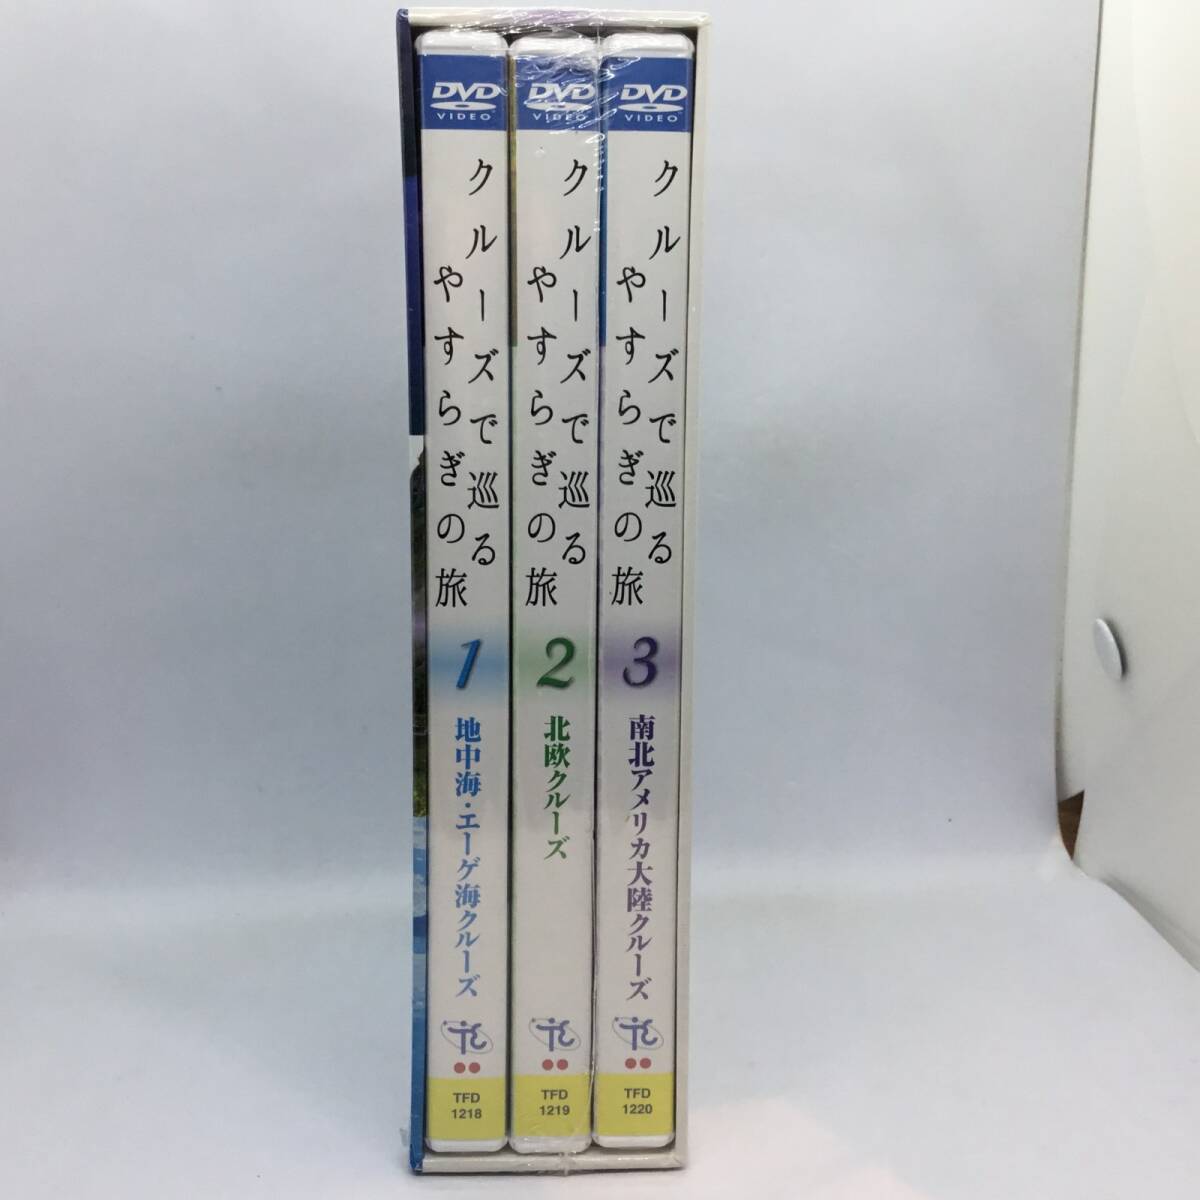 DVD
VIDEO
クルーズで巡る
やすらぎの旅
1
地中海・エーゲ海クルーズ
TFD
1218
DVD
VIDEO
クルーズで巡る
やすらぎの旅
2
北欧クルーズ
TFD
1219
DVD
VIDEO
クルーズで巡る
やすらぎの旅
3
南北アメリカ大陸クルーズ
TFD
1220